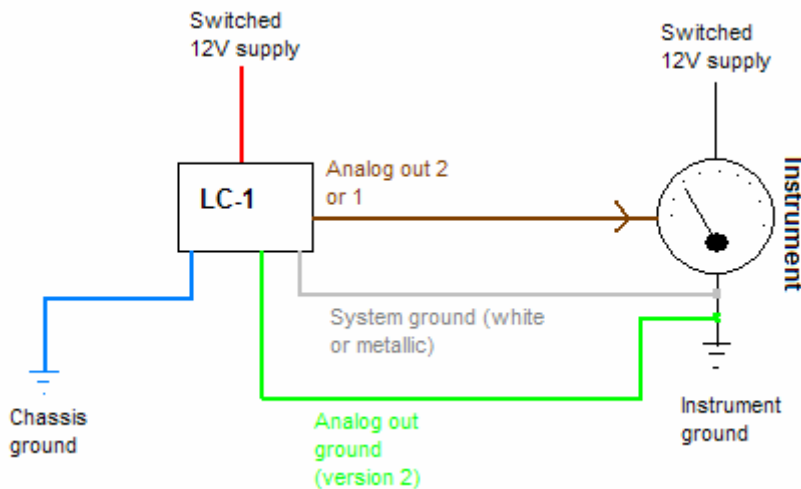 Switched
12V supply
Switched
12V supply
LC-1
Analog out 2
or 1
Instrument
System ground (white
or metallic)
Chassis
ground
Analog out
ground
(version 2)
Instrument
ground